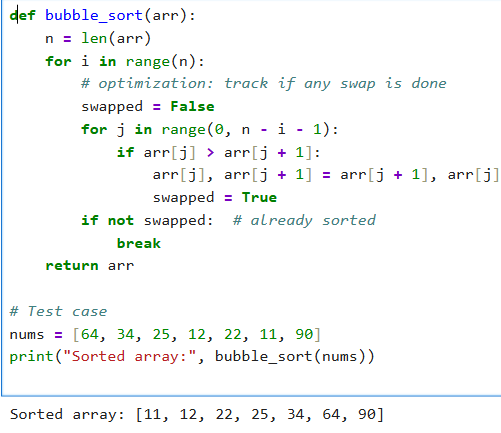 def bubble_sort(arr):
    n = len(arr)
    for i in range(n):
        # optimization: track if any swap is done
        swapped = False
        for j in range(0, n - i - 1):
            if arr[j] > arr[j + 1]:
                arr[j], arr[j + 1] = arr[j + 1], arr[j]
                swapped = True
        if not swapped:  # already sorted
            break
    return arr

# Test case
nums = [64, 34, 25, 12, 22, 11, 90]
print("Sorted array:", bubble_sort(nums))
Sorted array: [11, 12, 22, 25, 34, 64, 90]